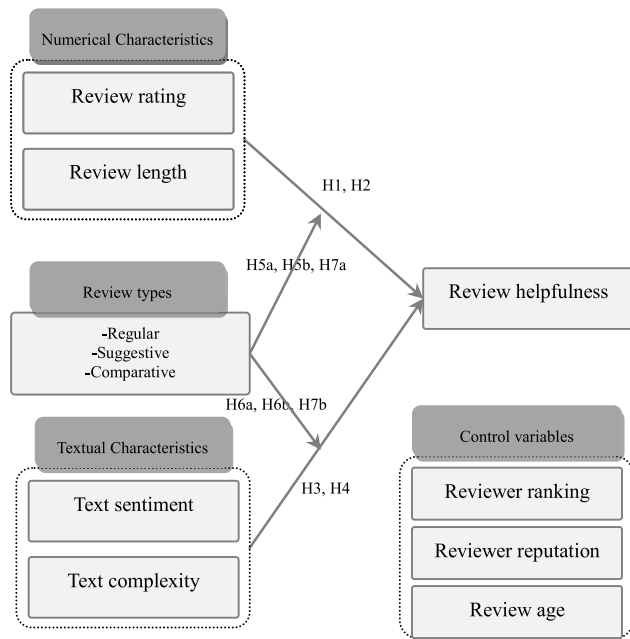 Numerical Characteristics
Review rating
Review length
H1, H2
H5a, H5b, H7a
Review types
-Regular
-Suggestive
-Comparative
Review helpfulness
H6a, H6b, H7b
Textual Characteristics
Text sentiment
Text complexity
H3, H4
Control variables
Reviewer ranking
Reviewer reputation
Review age